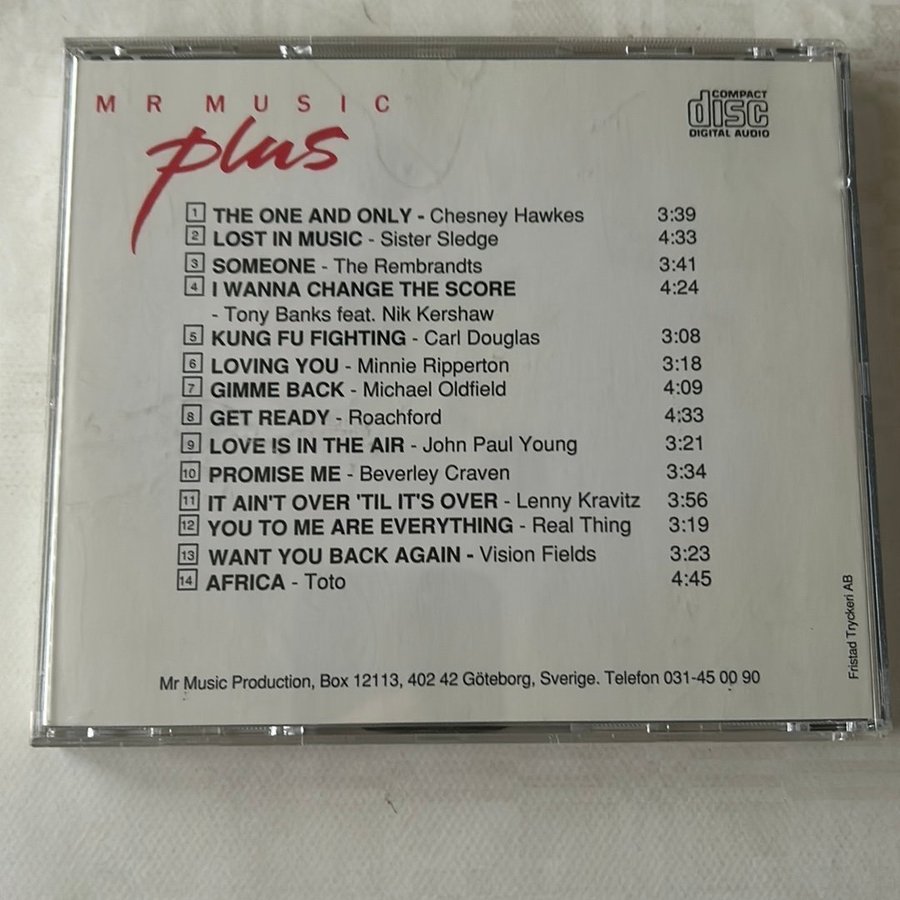 MR MUSIC
plus
COMPACT
disc
DIGITAL AUDIO
1 THE ONE AND ONLY - Chesney Hawkes 3:39
2 LOST IN MUSIC - Sister Sledge 4:33
3 SOMEONE - The Rembrandts 3:41
4 I WANNA CHANGE THE SCORE 4:24
- Tony Banks feat. Nik Kershaw
5 KUNG FU FIGHTING - Carl Douglas 3:08
6 LOVING YOU - Minnie Ripperton 3:18
7 GIMME BACK - Michael Oldfield 4:09
8 GET READY - Roachford 4:33
9 LOVE IS IN THE AIR - John Paul Young 3:21
10 PROMISE ME - Beverley Craven 3:34
11 IT AIN'T OVER 'TIL IT'S OVER - Lenny Kravitz 3:56
12 YOU TO ME ARE EVERYTHING - Real Thing 3:19
13 WANT YOU BACK AGAIN - Vision Fields 3:23
14 AFRICA - Toto 4:45
Mr Music Production, Box 12113, 402 42 Göteborg, Sverige. Telefon 031-45 00 90
Fristad Tryckeri AB